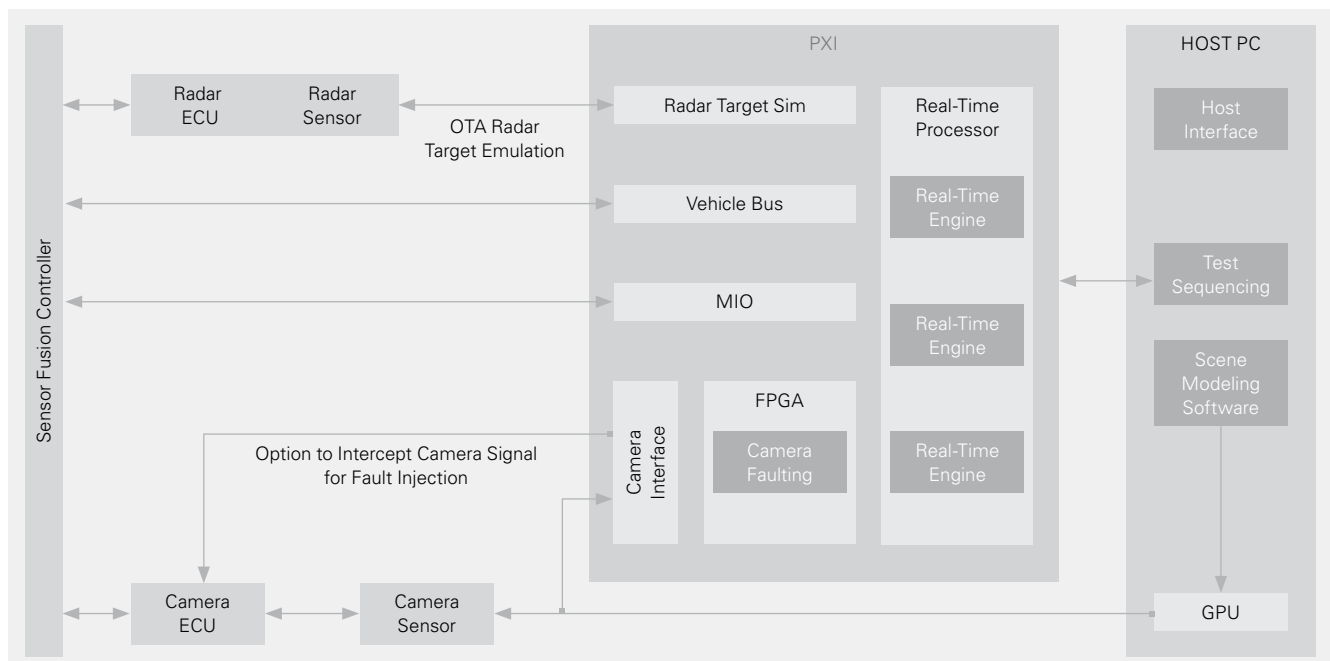 Sensor Fusion Controller
Radar
ECU
Radar
Sensor
OTA Radar
Target Emulation
Option to Intercept Camera Signal
for Fault Injection
Camera
ECU
Camera
Sensor
PXI
Radar Target Sim
Vehicle Bus
MIO
Camera
Interface
FPGA
Camera
Faulting
Real-Time
Processor
Real-Time
Engine
Real-Time
Engine
Real-Time
Engine
HOST PC
Host
Interface
Test
Sequencing
Scene
Modeling
Software
GPU